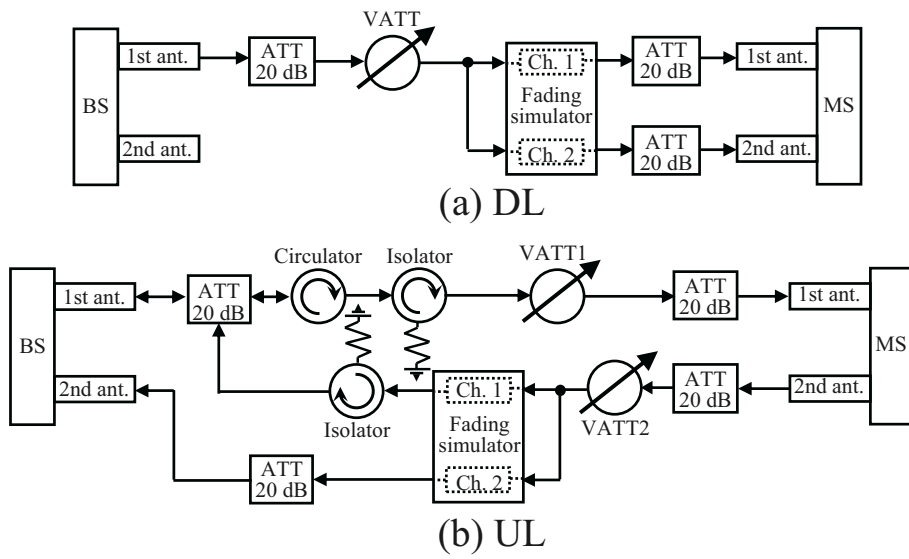 VATT
1st ant.
ATT
20 dB
Ch. 1
ATT
20 dB
1st ant.
BS
Fading
simulator
MS
2nd ant.
Ch. 2
ATT
20 dB
2nd ant.
(a) DL
Circulator
Isolator
VATT1
1st ant.
ATT
20 dB
ATT
20 dB
1st ant.
BS
MS
2nd ant.
Isolator
Ch. 1
Fading
simulator
VATT2
ATT
20 dB
2nd ant.
ATT
20 dB
Ch. 2
(b) UL